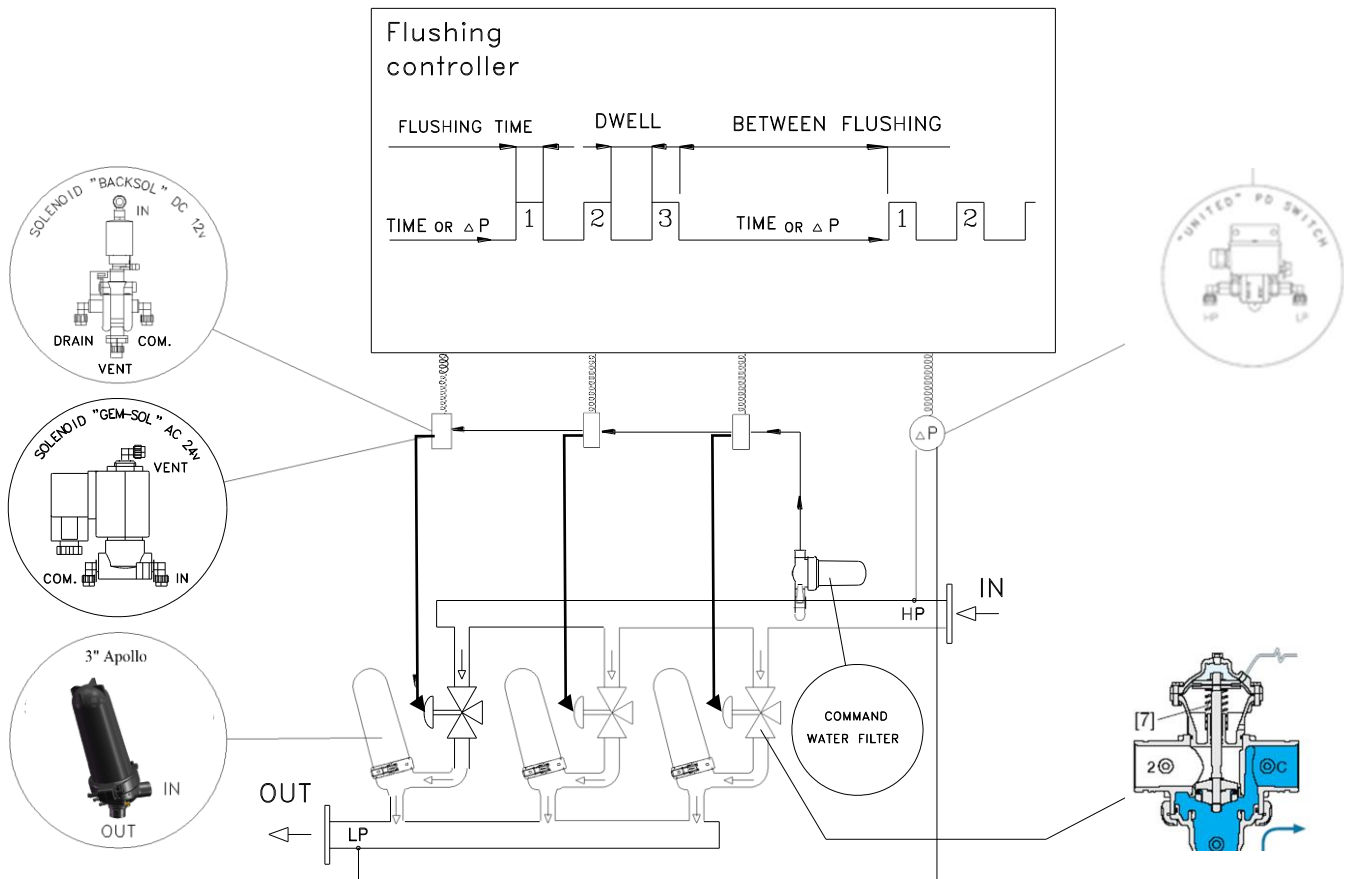 Flushing
controller
FLUSHING TIME
DWELL
BETWEEN FLUSHING
TIME OR △ P
1
2
3
TIME OR △ P
1
2
SOLENOID "BACKSOL" DC 12v
IN
DRAIN
COM.
VENT
SOLENOID "GEM-SOL" AC 24v
VENT
COM.
IN
"UNITED" PD SWITCH
HP
LP
△P
IN
HP
3" Apollo
IN
OUT
COMMAND
WATER FILTER
OUT
LP
[7]
2
C